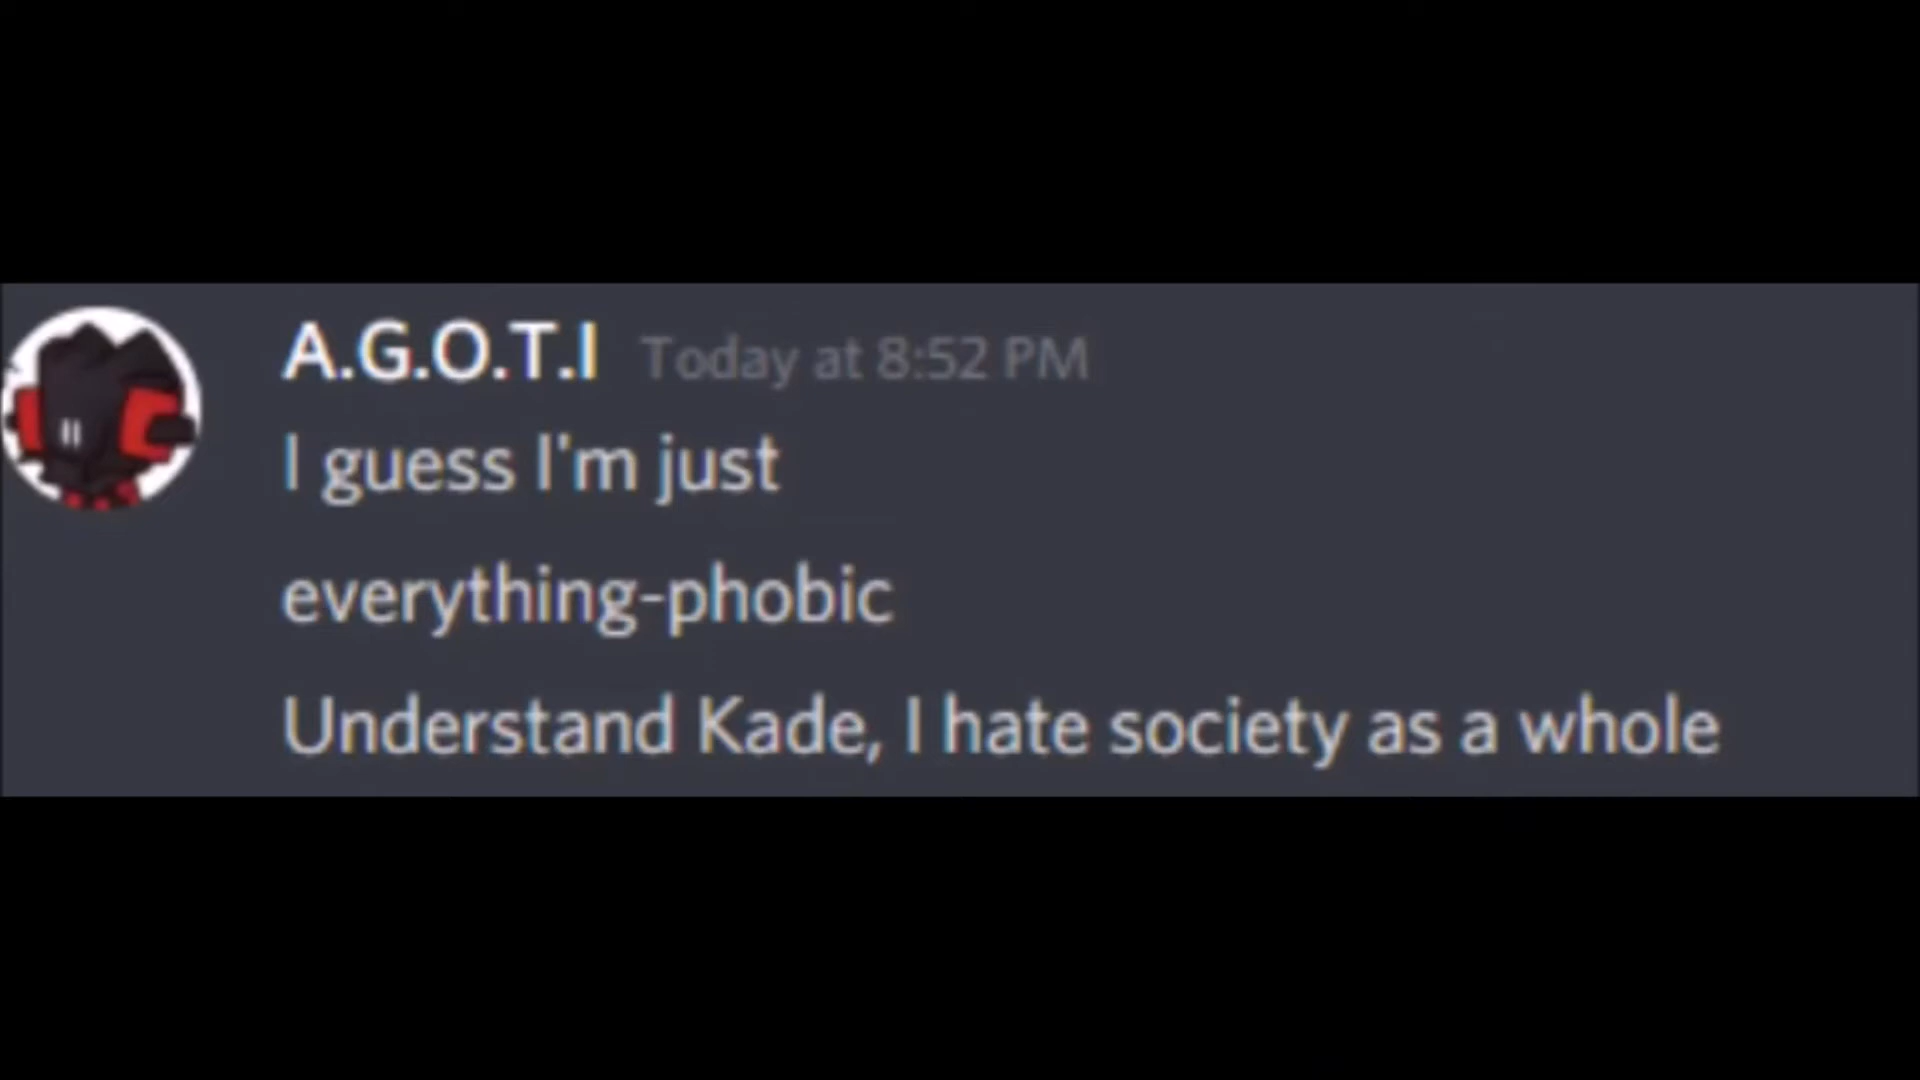 A.G.O.T.I Today at 8:52 PM
I guess I'm just
everything-phobic
Understand Kade, I hate society as a whole